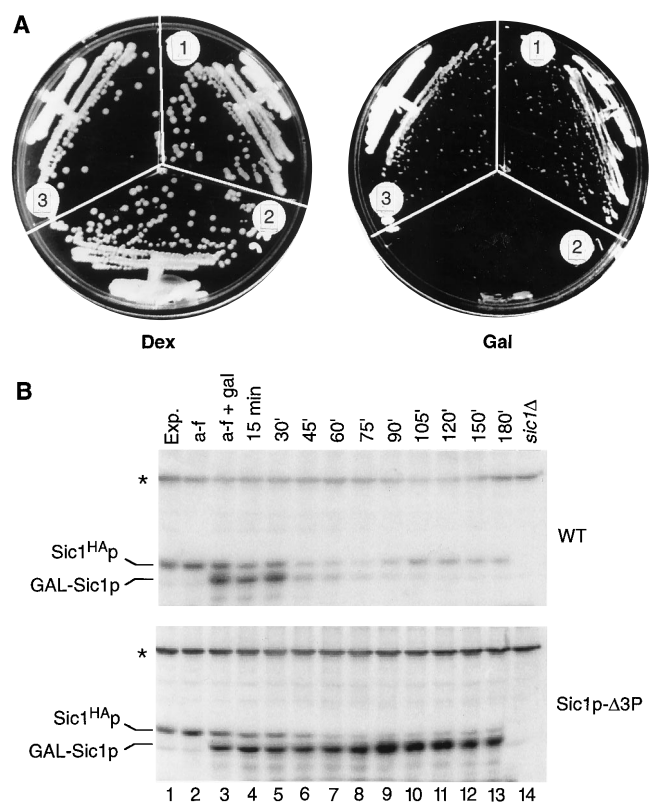 A
1
2
3
Dex
1
2
3
Gal
B
Exp.
a-f
a-f + gal
15 min
30'
45'
60'
75'
90'
105'
120'
150'
180'
sic1Δ
*
Sic1HAp
GAL-Sic1p
WT
*
Sic1HAp
GAL-Sic1p
Sic1p-Δ3P
1 2 3 4 5 6 7 8 9 10 11 12 13 14